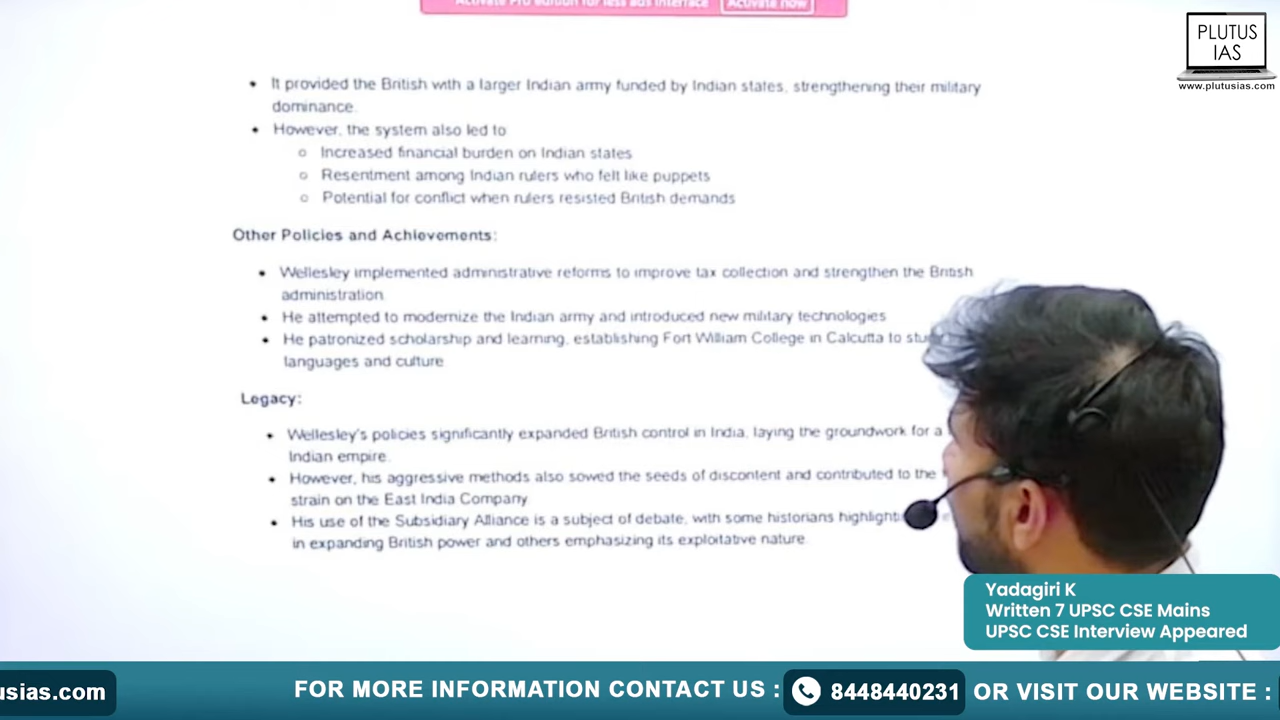 Activate Pro edition for less ads interface Activate now
PLUTUS
IAS
www.plutusias.com
• It provided the British with a larger Indian army funded by Indian states, strengthening their military
dominance.
• However, the system also led to
○ Increased financial burden on Indian states
○ Resentment among Indian rulers who felt like puppets
○ Potential for conflict when rulers resisted British demands
Other Policies and Achievements:
• Wellesley implemented administrative reforms to improve tax collection and strengthen the British
administration
• He attempted to modernize the Indian army and introduced new military technologies
• He patronized scholarship and learning, establishing Fort William College in Calcutta to
languages and culture
Legacy:
• Wellesley's policies significantly expanded British control in India, laying the groundwork for a
Indian empire.
• However, his aggressive methods also sowed the seeds of discontent and contributed to the
strain on the East India Company
• His use of the Subsidiary Alliance is a subject of debate, with some historians
in expanding British power and others emphasizing its exploitative nature.
Yadagiri K
Written 7 UPSC CSE Mains
UPSC CSE Interview Appeared
usias.com FOR MORE INFORMATION CONTACT US : 8448440231 OR VISIT OUR WEBSITE :